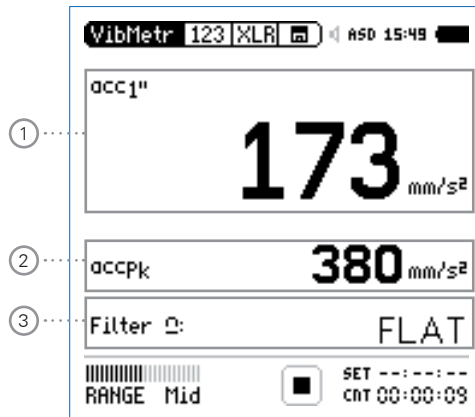 VibMetr 123 XLR ASD 15:49
acc1"
1
173 mm/s²
2
accPk 380 mm/s²
3
Filter Ω: FLAT
SET --:--:--
RANGE Mid
CNT 00:00:09